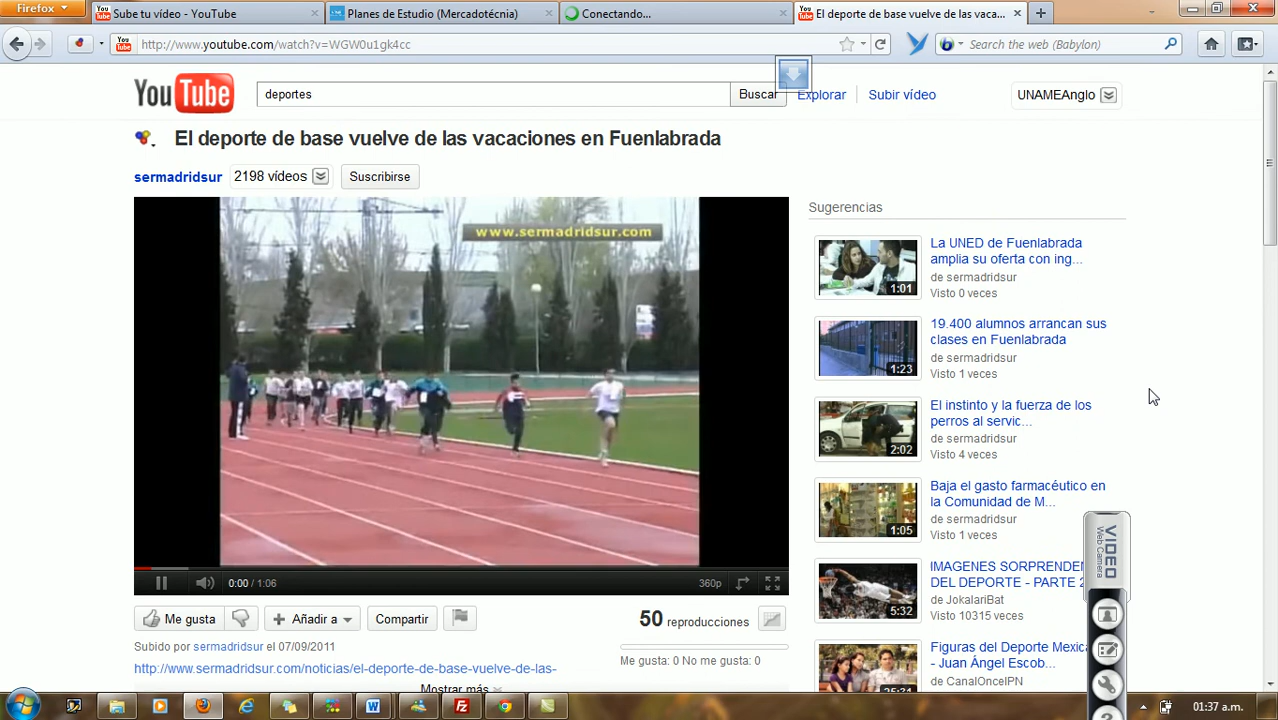 Firefox
Sube tu vídeo - YouTube
Planes de Estudio (Mercadotécnia)
Conectando...
El deporte de base vuelve de las vaca...
http://www.youtube.com/watch?v=WGW0u1gk4cc
Search the web (Babylon)
You Tube
deportes
Buscar
Explorar
Subir vídeo
UNAMEAnglo
El deporte de base vuelve de las vacaciones en Fuenlabrada
sermadridsur
2198 vídeos
Suscribirse
www.sermadridsur.com
0:00 / 1:06
360p
Me gusta
Añadir a
Compartir
50 reproducciones
Subido por sermadridsur el 07/09/2011
Me gusta: 0 No me gusta: 0
http://www.sermadridsur.com/noticias/el-deporte-de-base-vuelve-de-las-
Mostrar más
Sugerencias
1:01
La UNED de Fuenlabrada
amplia su oferta con ing...
de sermadridsur
Visto 0 veces
1:23
19.400 alumnos arrancan sus
clases en Fuenlabrada
de sermadridsur
Visto 1 veces
2:02
El instinto y la fuerza de los
perros al servic...
de sermadridsur
Visto 4 veces
1:05
Baja el gasto farmacéutico en
la Comunidad de M...
de sermadridsur
Visto 1 veces
5:32
IMAGENES SORPRENDEN
DEL DEPORTE - PARTE 2
de JokalariBat
Visto 10315 veces
25:31
Figuras del Deporte Mexica
- Juan Ángel Escob...
de CanalOnceIPN
VIDEO
Web Camera
01:37 a.m.